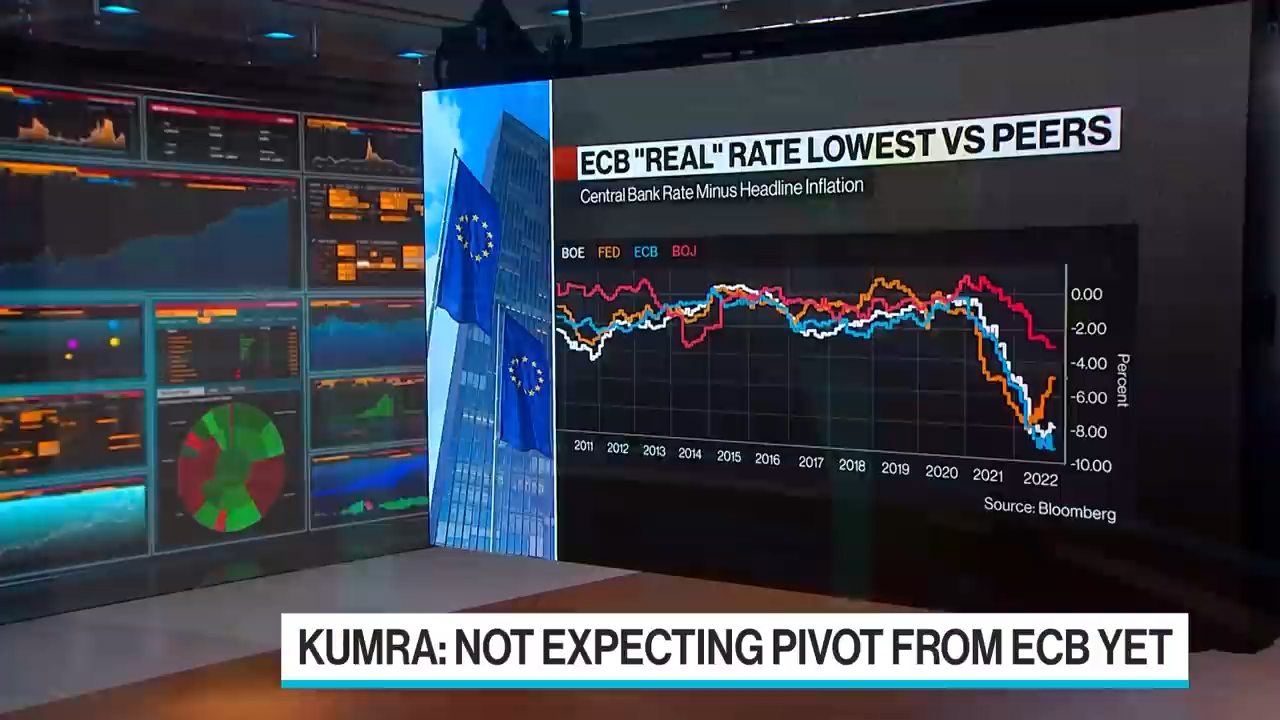 ECB "REAL" RATE LOWEST VS PEERS
Central Bank Rate Minus Headline Inflation
BOE FED ECB BOJ
0.00
-2.00
-4.00
-6.00
-8.00
-10.00
Percent
2011 2012 2013 2014 2015 2016 2017 2018 2019 2020 2021 2022
Source: Bloomberg
KUMRA: NOT EXPECTING PIVOT FROM ECB YET